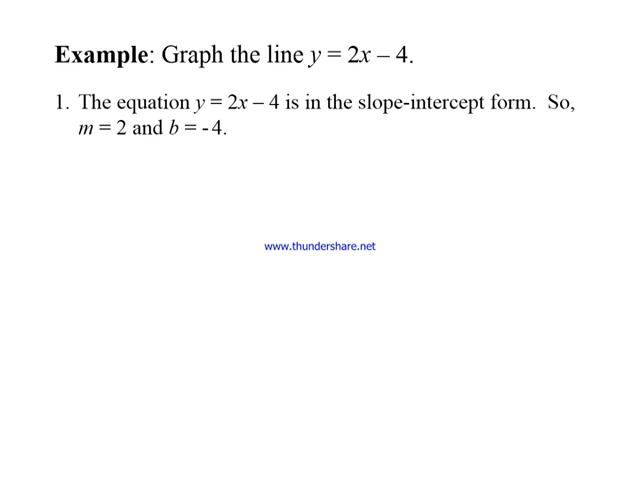 Example: Graph the line y = 2x – 4.
1. The equation y = 2x – 4 is in the slope-intercept form. So,
m = 2 and b = - 4.
www.thundershare.net